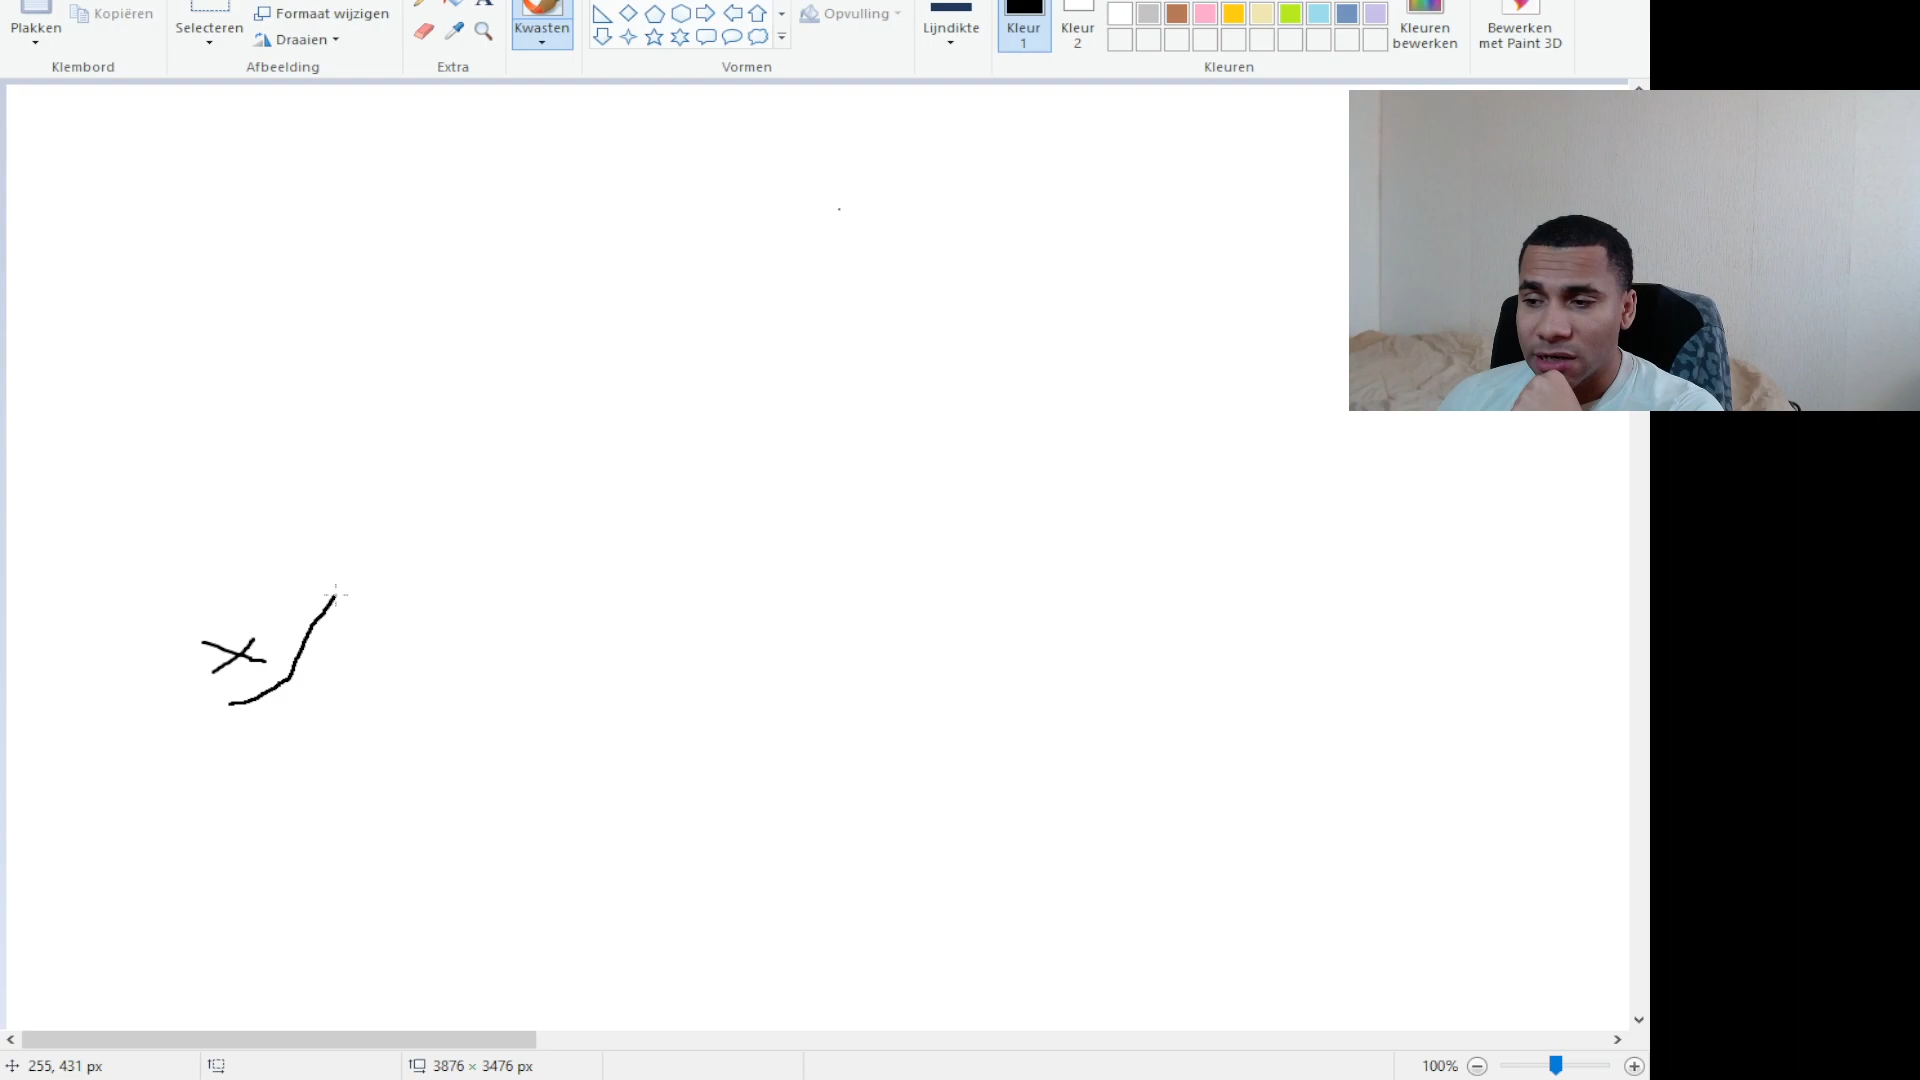 Plakken
Kopiëren
Klembord
Selecteren
Formaat wijzigen
Draaien
Afbeelding
A
Extra
Kwasten
Vormen
Opvulling
Lijndikte
Kleur
1
Kleur
2
Kleuren
Kleuren
bewerken
Bewerken
met Paint 3D
x
255, 431 px
3876 × 3476 px
100%